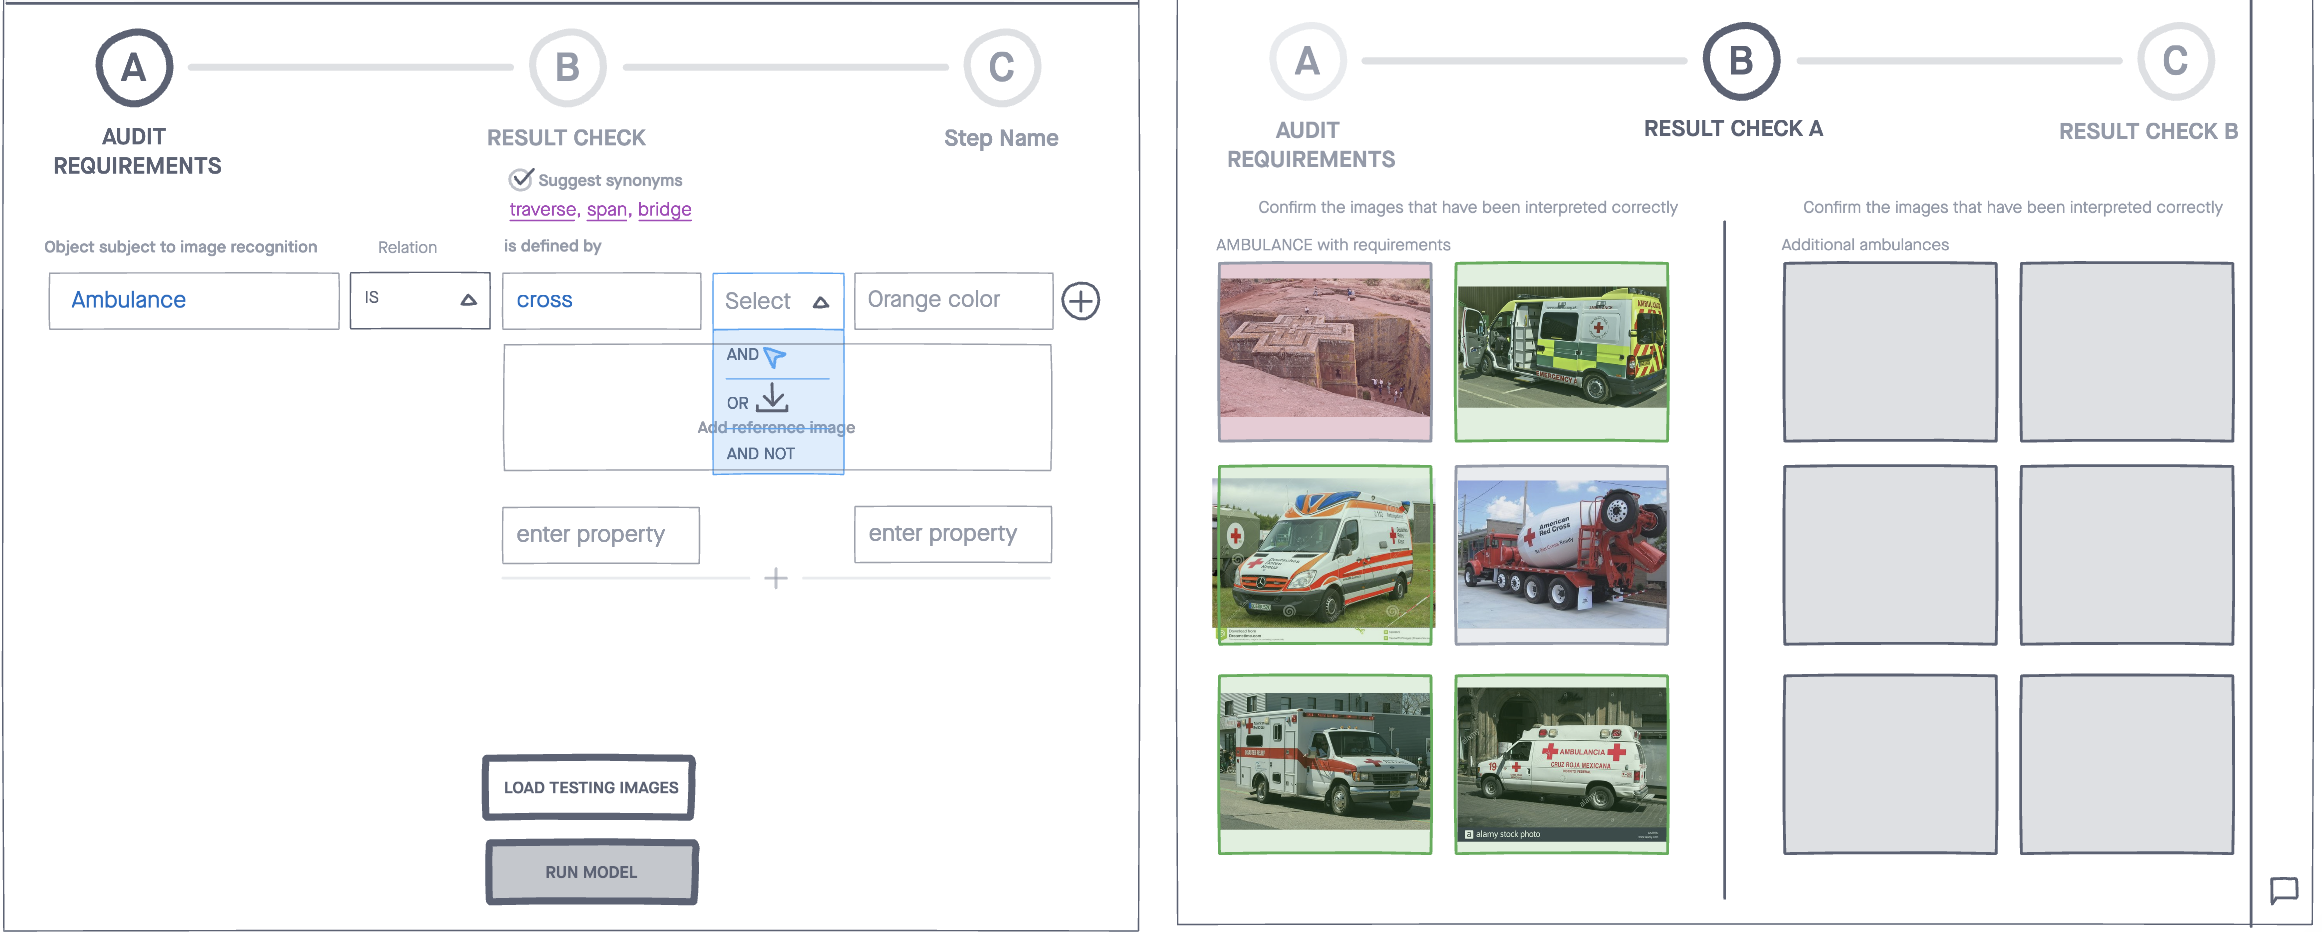 A
B
C
AUDIT
REQUIREMENTS
RESULT CHECK
Step Name
Suggest synonyms
traverse, span, bridge
Object subject to image recognition
Relation
is defined by
Ambulance
IS
cross
Select
Orange color
AND
OR
Add reference image
AND NOT
enter property
enter property
LOAD TESTING IMAGES
RUN MODEL
A
B
C
AUDIT
REQUIREMENTS
RESULT CHECK A
RESULT CHECK B
Confirm the images that have been interpreted correctly
Confirm the images that have been interpreted correctly
AMBULANCE with requirements
Additional ambulances
EMERGENCY
American
Red Cross
19
AMBULANCIA
CRUZ ROJA MEXICANA
a alamy stock photo